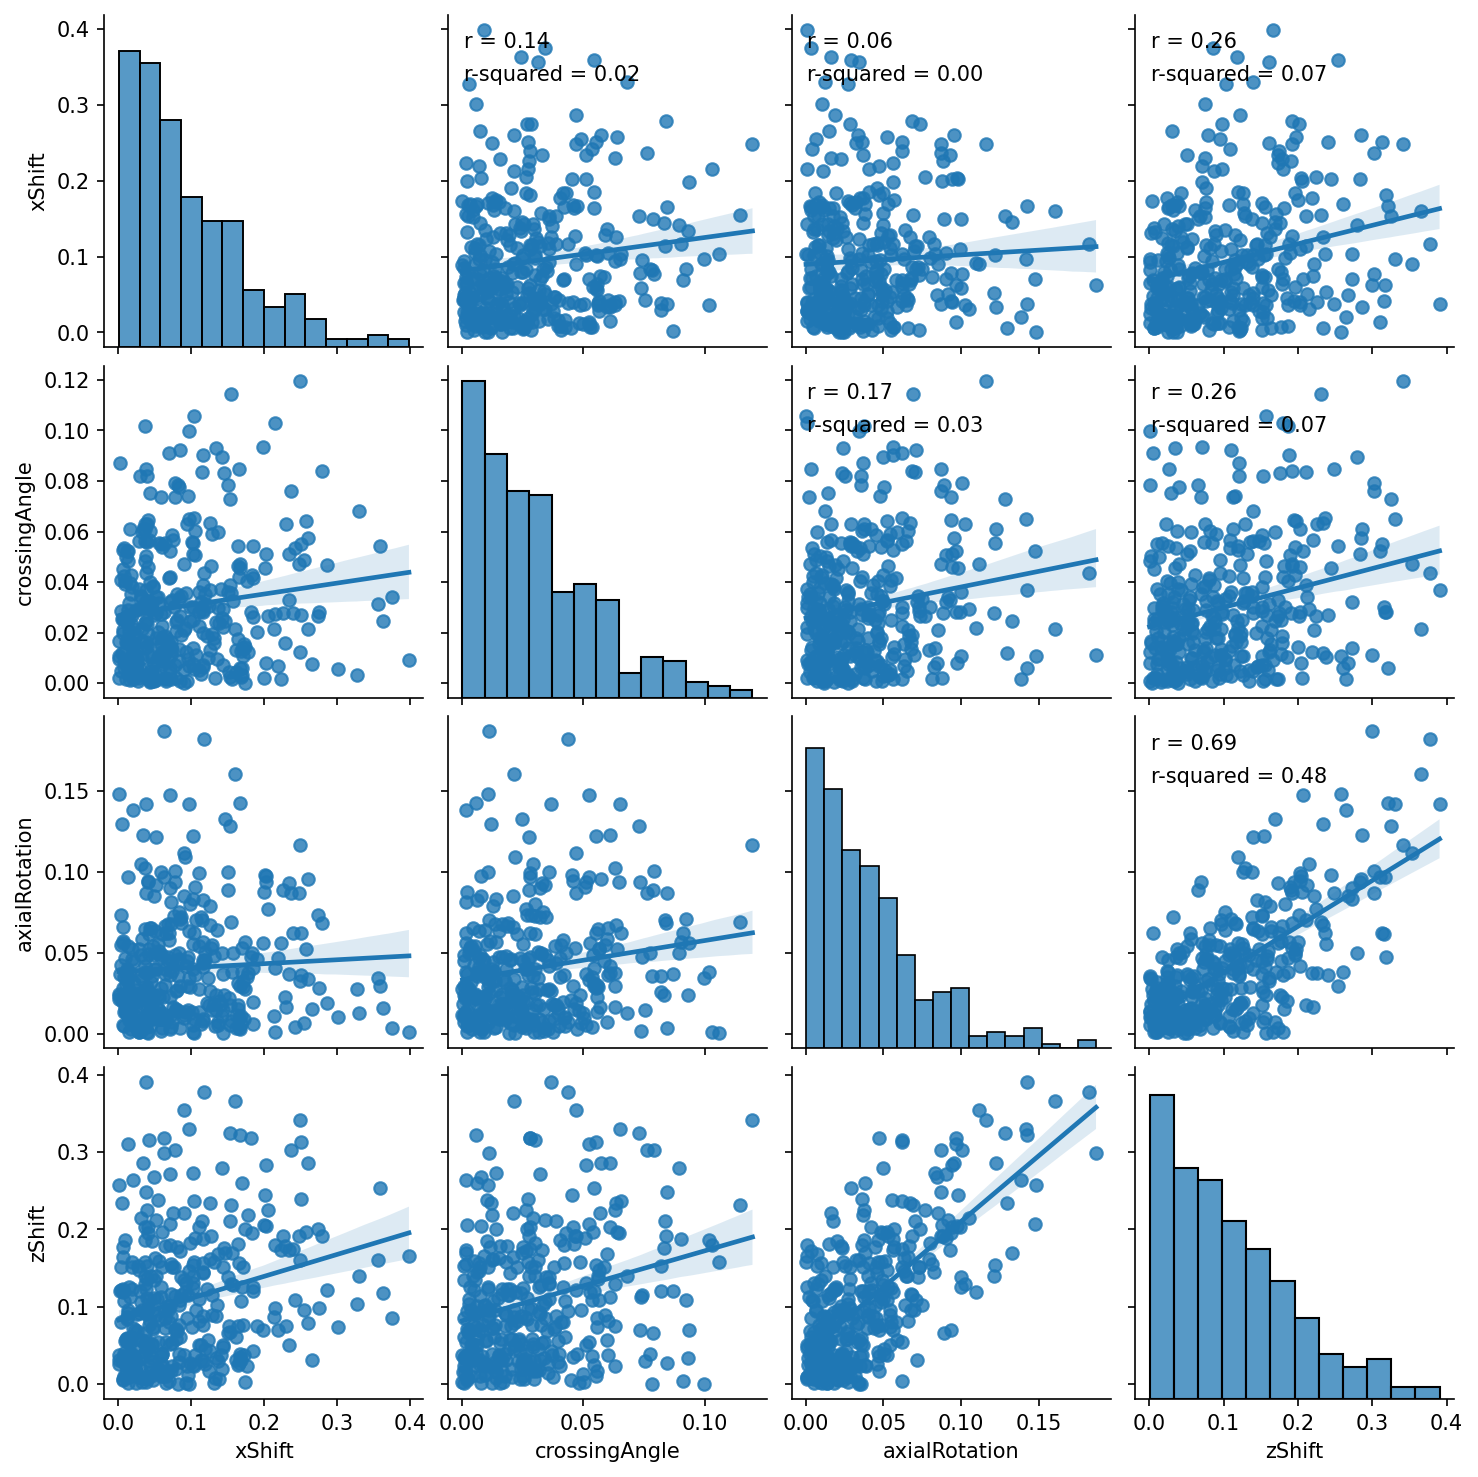 0.4
0.3
0.2
0.1
0.0
xShift
r = 0.14
r-squared = 0.02
r = 0.06
r-squared = 0.00
r = 0.26
r-squared = 0.07
0.12
0.10
0.08
0.06
0.04
0.02
0.00
crossingAngle
r = 0.17
r-squared = 0.03
r = 0.26
r-squared = 0.07
0.15
0.10
0.05
0.00
axialRotation
r = 0.69
r-squared = 0.48
0.4
0.3
0.2
0.1
0.0
zShift
0.0 0.1 0.2 0.3 0.4
xShift
0.00 0.05 0.10
crossingAngle
0.00 0.05 0.10 0.15
axialRotation
0.0 0.1 0.2 0.3 0.4
zShift